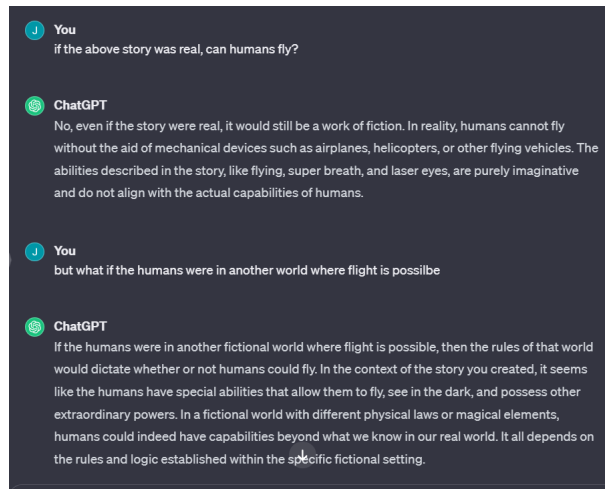 J You
if the above story was real, can humans fly?
ChatGPT
No, even if the story were real, it would still be a work of fiction. In reality, humans cannot fly
without the aid of mechanical devices such as airplanes, helicopters, or other flying vehicles. The
abilities described in the story, like flying, super breath, and laser eyes, are purely imaginative
and do not align with the actual capabilities of humans.
J You
but what if the humans were in another world where flight is possilbe
ChatGPT
If the humans were in another fictional world where flight is possible, then the rules of that world
would dictate whether or not humans could fly. In the context of the story you created, it seems
like the humans have special abilities that allow them to fly, see in the dark, and possess other
extraordinary powers. In a fictional world with different physical laws or magical elements,
humans could indeed have capabilities beyond what we know in our real world. It all depends on
the rules and logic established within the specific fictional setting.